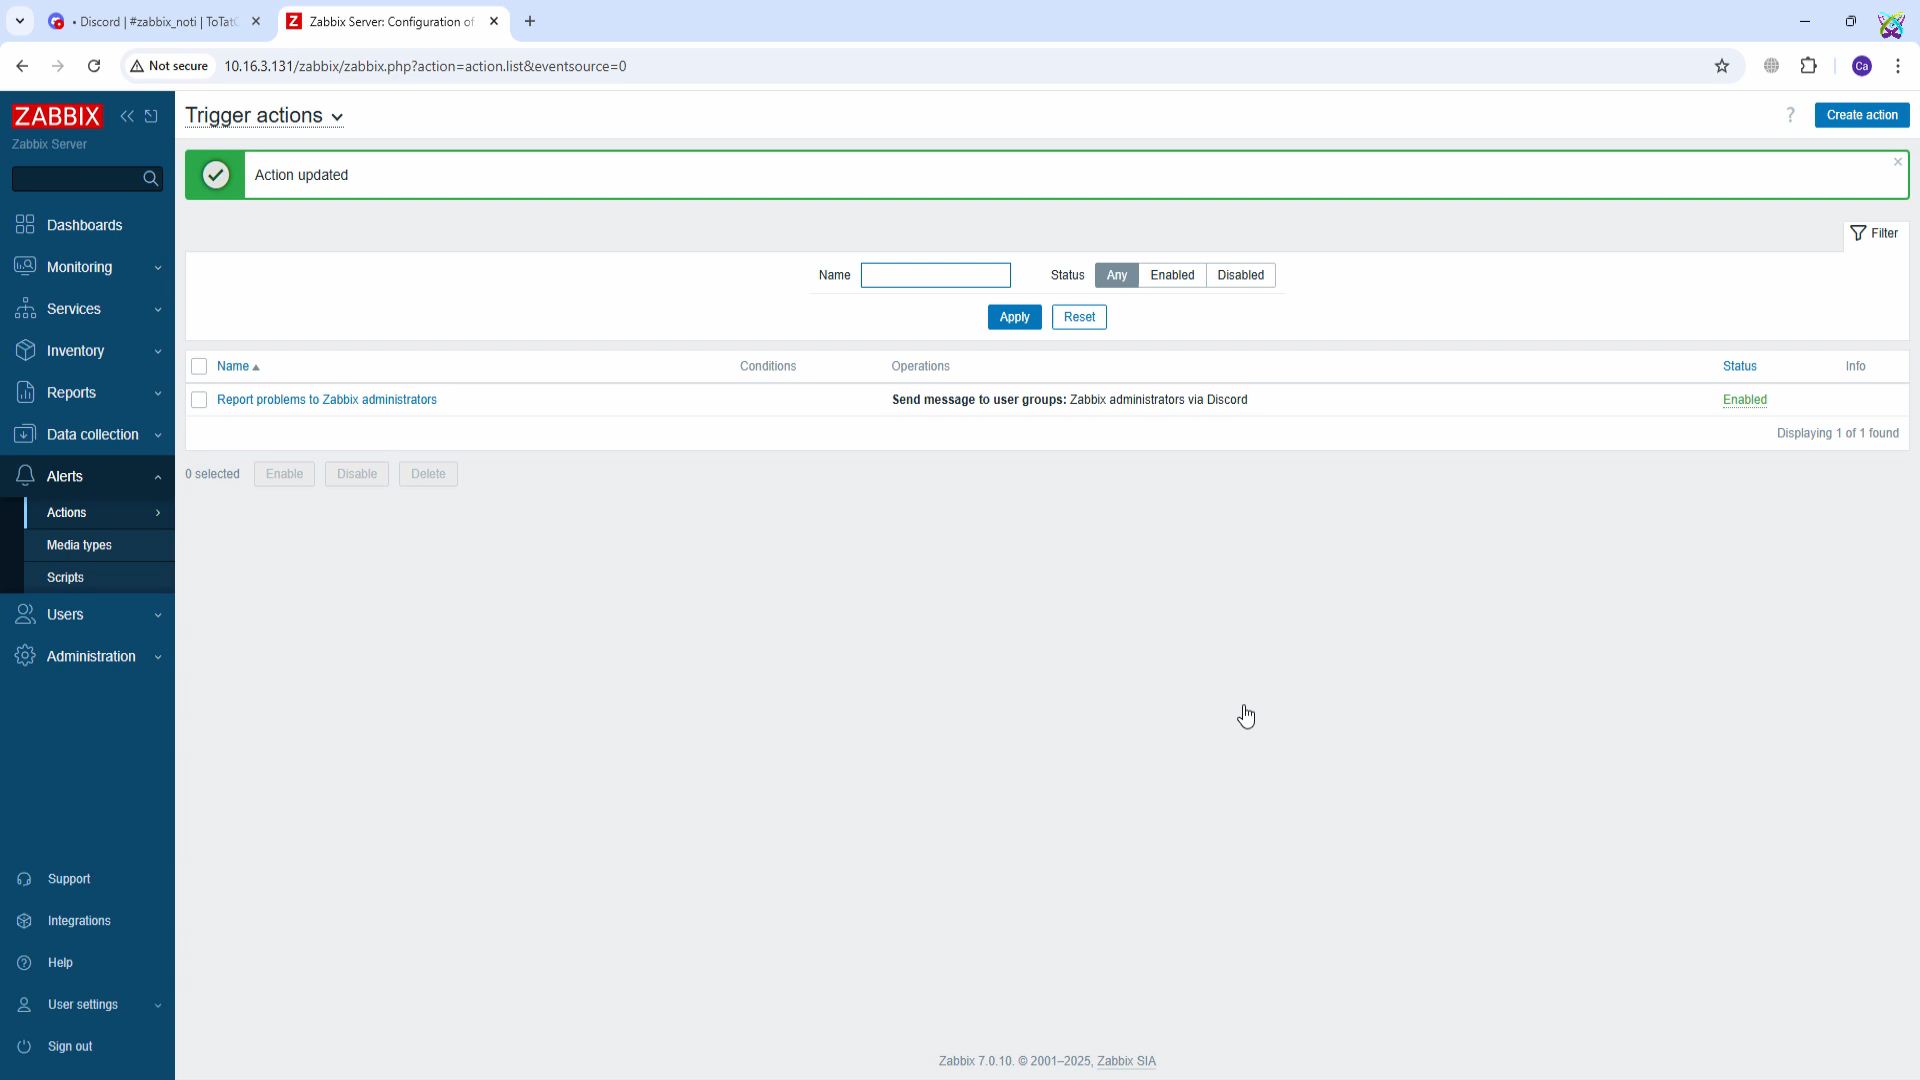 • Discord | #zabbix_noti | ToTatC
Zabbix Server: Configuration of
Not secure
10.16.3.131/zabbix/zabbix.php?action=action.list&eventsource=0
Ca
ZABBIX
Zabbix Server
Dashboards
Monitoring
Services
Inventory
Reports
Data collection
Alerts
Actions
Media types
Scripts
Users
Administration
Support
Integrations
Help
User settings
Sign out
Trigger actions
? Create action
Action updated
Filter
Name Status Any Enabled Disabled
Apply Reset
Name Conditions Operations Status Info
Report problems to Zabbix administrators Send message to user groups: Zabbix administrators via Discord Enabled
Displaying 1 of 1 found
0 selected Enable Disable Delete
Zabbix 7.0.10. © 2001–2025, Zabbix SIA